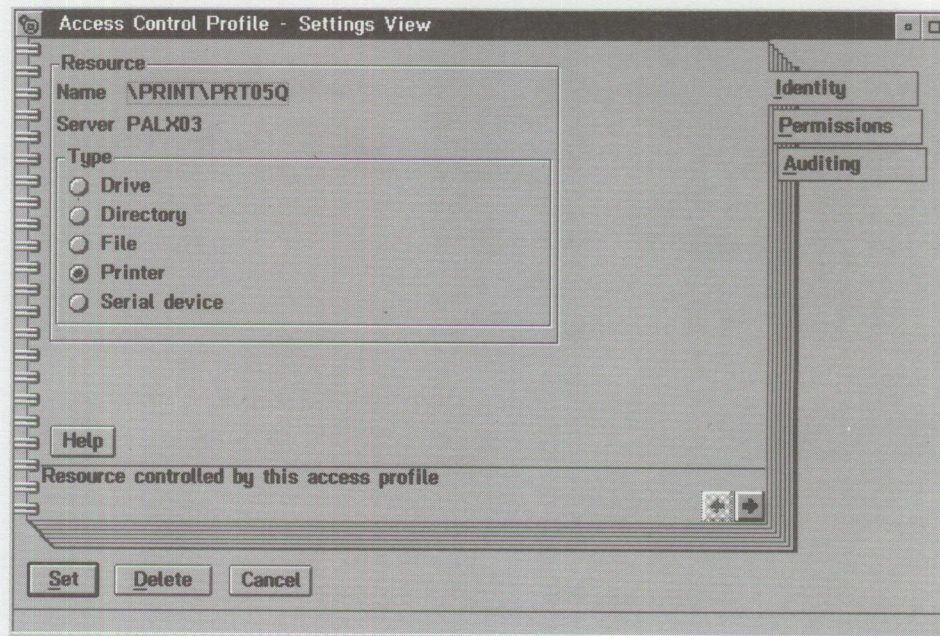 Access Control Profile - Settings View
Resource
Name \PRINT\PRT05Q
Server PALX03
Type
Drive
Directory
File
Printer
Serial device
Help
Resource controlled by this access profile
Identity
Permissions
Auditing
Set
Delete
Cancel